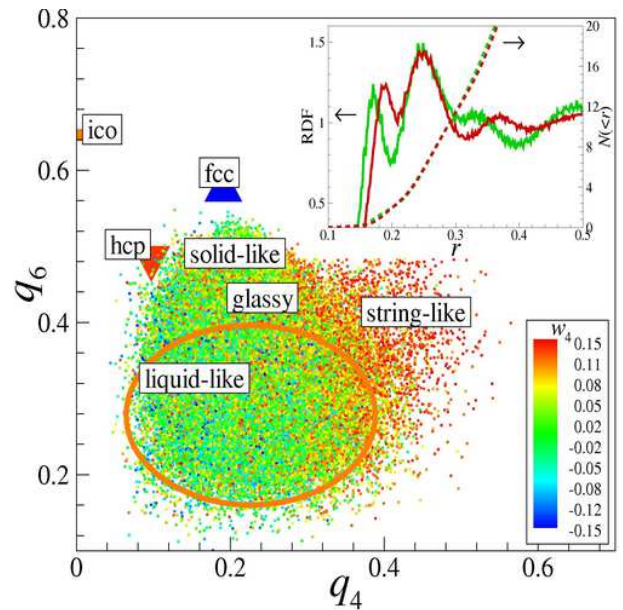 0.8
1.5
20
16
ico
RDF
1
12
N(<r)
8
0.6
fcc
4
0.5
0
0.1 0.2 0.3 0.4 0.5
hcp
solid-like
r
q6
glassy
string-like
0.4
w4
liquid-like
0.15
0.11
0.08
0.05
0.02
-0.02
-0.05
-0.08
-0.12
-0.15
0.2
0 0.2 0.4 0.6
q4